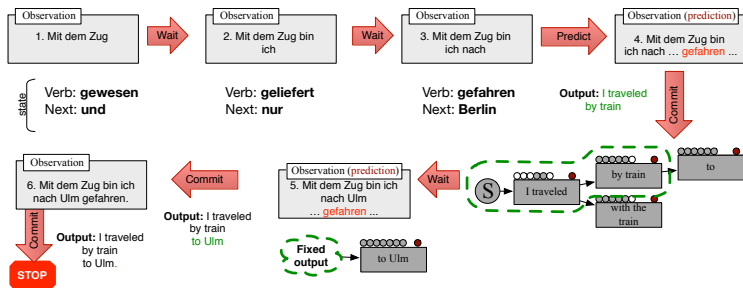 Observation
1. Mit dem Zug
Wait
Observation
2. Mit dem Zug bin
ich
Wait
Observation
3. Mit dem Zug bin
ich nach
Predict
Observation (prediction)
4. Mit dem Zug bin
ich nach ... gefahren ...
state
Verb: gewesen
Next: und
Verb: geliefert
Next: nur
Verb: gefahren
Next: Berlin
Output: I traveled
by train
Commit
S
I traveled
by train
to
with the
train
Wait
Observation (prediction)
5. Mit dem Zug bin ich
nach Ulm
... gefahren ...
Fixed
output
to Ulm
Commit
Output: I traveled
by train
to Ulm
Observation
6. Mit dem Zug bin ich
nach Ulm gefahren.
Commit
Output: I traveled
by train
to Ulm.
STOP